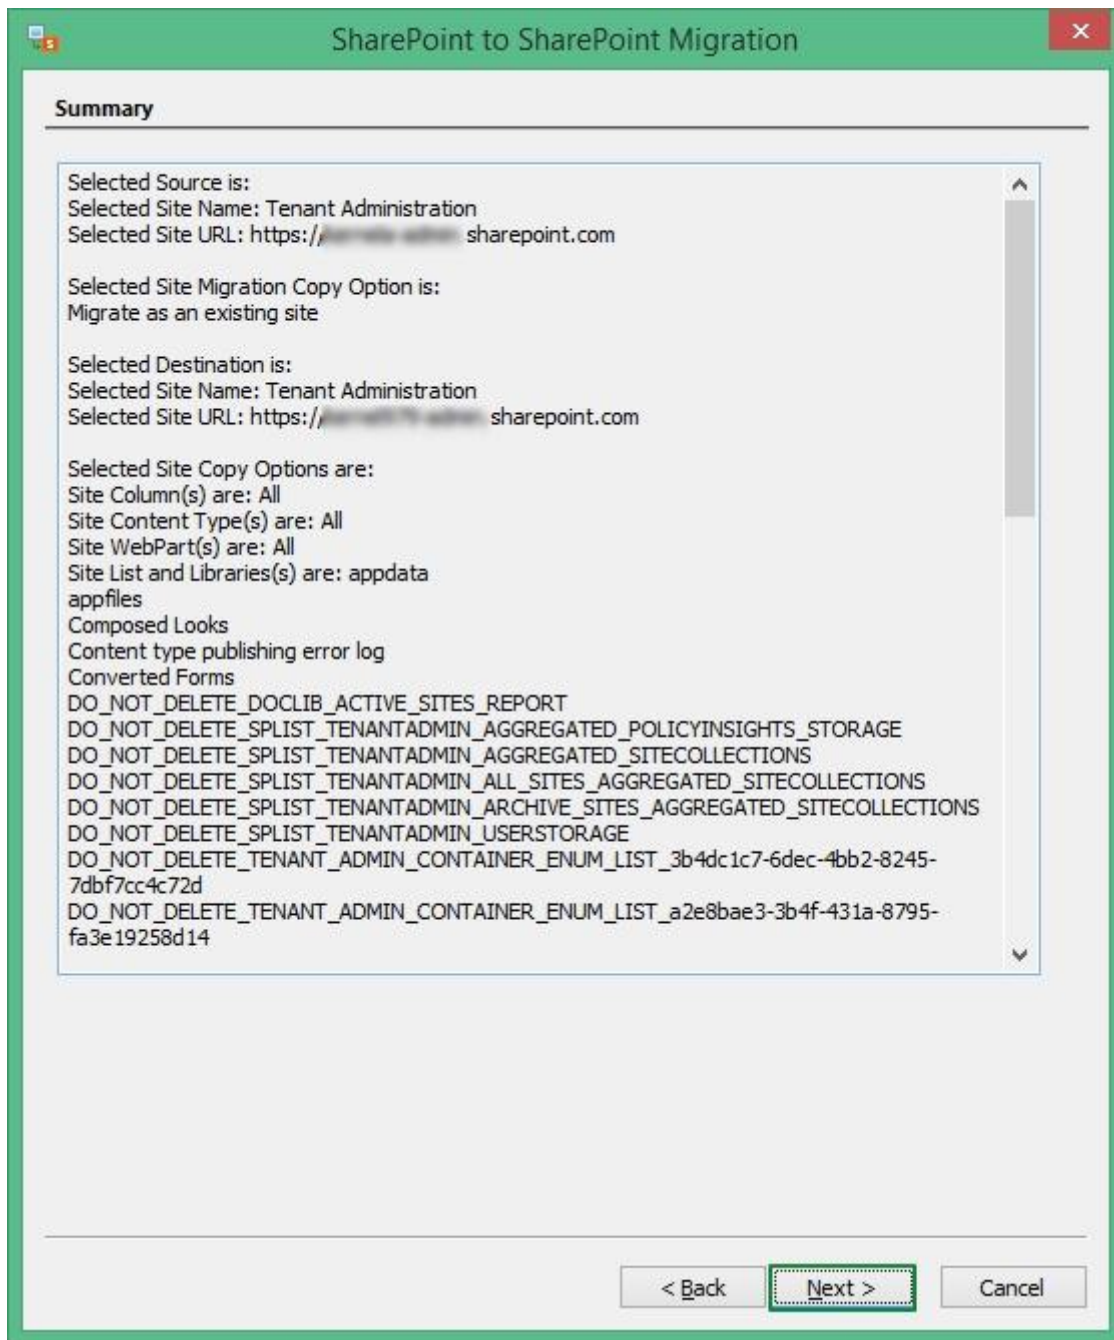 SharePoint to SharePoint Migration
Summary
Selected Source is:
Selected Site Name: Tenant Administration
Selected Site URL: https:// sharepoint.com
Selected Site Migration Copy Option is:
Migrate as an existing site
Selected Destination is:
Selected Site Name: Tenant Administration
Selected Site URL: https:// sharepoint.com
Selected Site Copy Options are:
Site Column(s) are: All
Site Content Type(s) are: All
Site WebPart(s) are: All
Site List and Libraries(s) are: appdata
appfiles
Composed Looks
Content type publishing error log
Converted Forms
DO_NOT_DELETE_DOCLIB_ACTIVE_SITES_REPORT
DO_NOT_DELETE_SPLIST_TENANTADMIN_AGGREGATED_POLICYINSIGHTS_STORAGE
DO_NOT_DELETE_SPLIST_TENANTADMIN_AGGREGATED_SITECOLLECTIONS
DO_NOT_DELETE_SPLIST_TENANTADMIN_ALL_SITES_AGGREGATED_SITECOLLECTIONS
DO_NOT_DELETE_SPLIST_TENANTADMIN_ARCHIVE_SITES_AGGREGATED_SITECOLLECTIONS
DO_NOT_DELETE_SPLIST_TENANTADMIN_USERSTORAGE
DO_NOT_DELETE_TENANT_ADMIN_CONTAINER_ENUM_LIST_3b4dc1c7-6dec-4bb2-8245-
7dbf7cc4c72d
DO_NOT_DELETE_TENANT_ADMIN_CONTAINER_ENUM_LIST_a2e8bae3-3b4f-431a-8795-
fa3e19258d14
< Back Next > Cancel